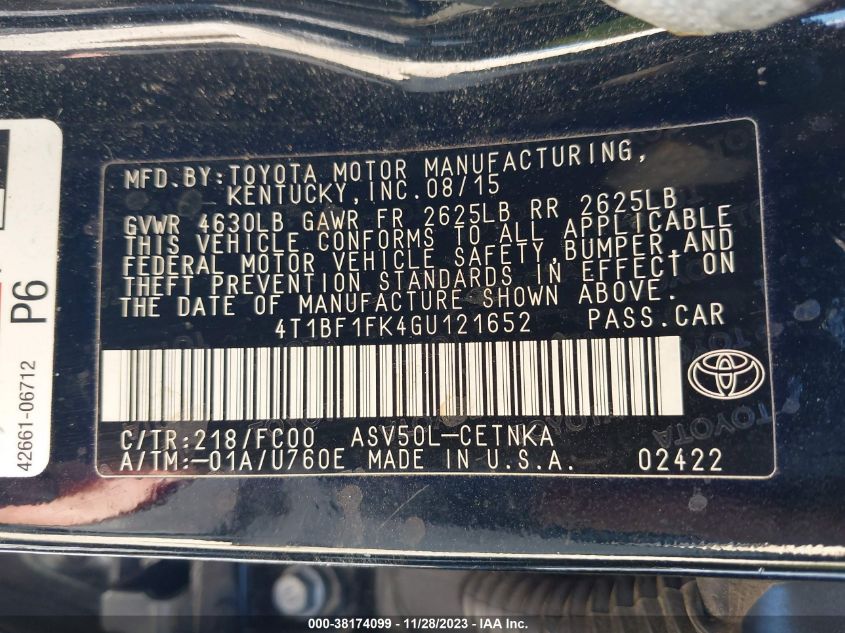 MFD.BY:TOYOTA MOTOR MANUFACTURING,
KENTUCKY,INC.08/15
GVWR 4630LB GAWR FR 2625LB RR 2625LB
THIS VEHICLE CONFORMS TO ALL APPLICABLE
FEDERAL MOTOR VEHICLE SAFETY,BUMPER,AND
THEFT PREVENTION STANDARDS IN EFFECT ON
THE DATE OF MANUFACTURE SHOWN ABOVE.
4T1BF1FK4GU121652 PASS.CAR
C/TR:218/FC00 ASV50L-CETNKA
A/TM:-01A/U760E MADE IN U.S.A. 02422
P6
42661-06712
TOYOTA
000-38174099 | 11/28/2023 - IAA Inc.